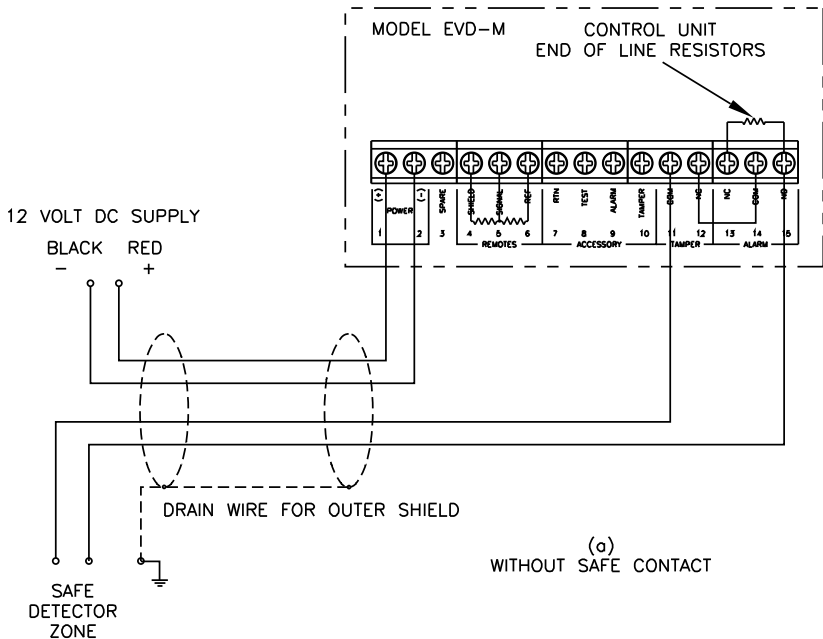 MODEL EVD-M
CONTROL UNIT
END OF LINE RESISTORS
(+)
POWER
(-)
SPARE
SHIELD
SIGNAL
REF
RTN
TEST
ALARM
TAMPER
COM
NC
NC
COM
NO
1 2 3 4 5 6 7 8 9 10 11 12 13 14 15
REMOTES
ACCESSORY
TAMPER
ALARM
12 VOLT DC SUPPLY
BLACK RED
- +
DRAIN WIRE FOR OUTER SHIELD
(a)
WITHOUT SAFE CONTACT
SAFE
DETECTOR
ZONE